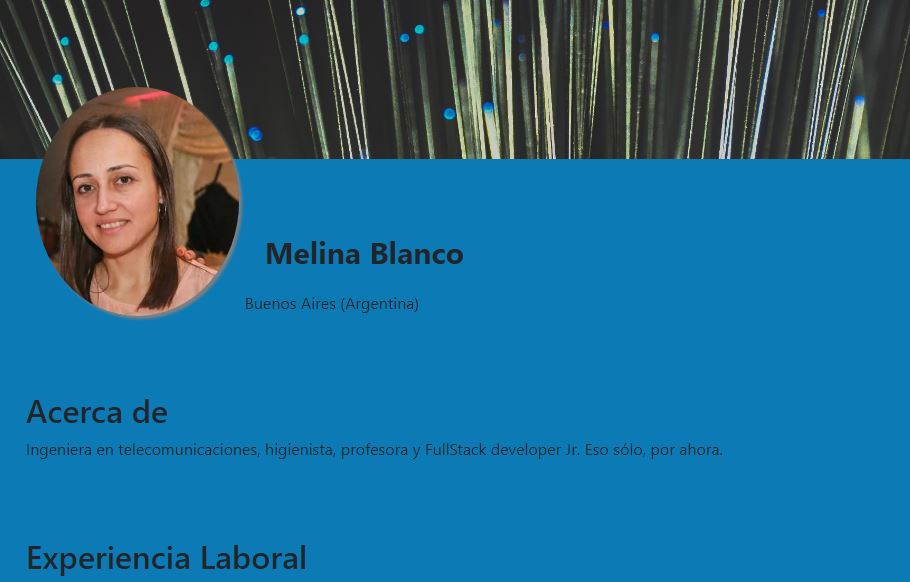 Melina Blanco
Buenos Aires (Argentina)
Acerca de
Ingeniera en telecomunicaciones, higienista, profesora y FullStack developer Jr. Eso sólo, por ahora.
Experiencia Laboral